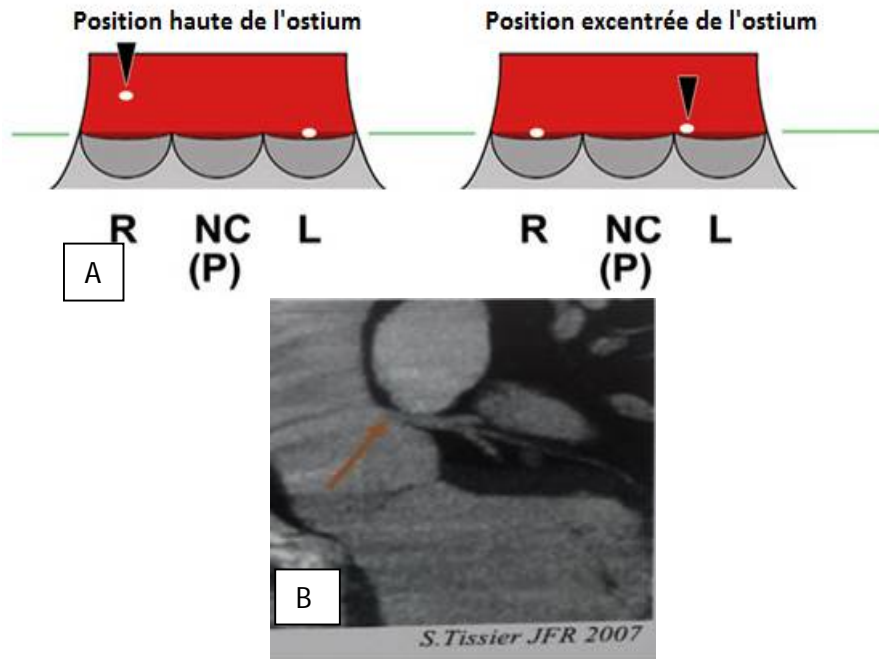 Position haute de l'ostium
Position excentrée de l'ostium
R NC L
(P)
R NC L
(P)
A
B
S.Tissier JFR 2007